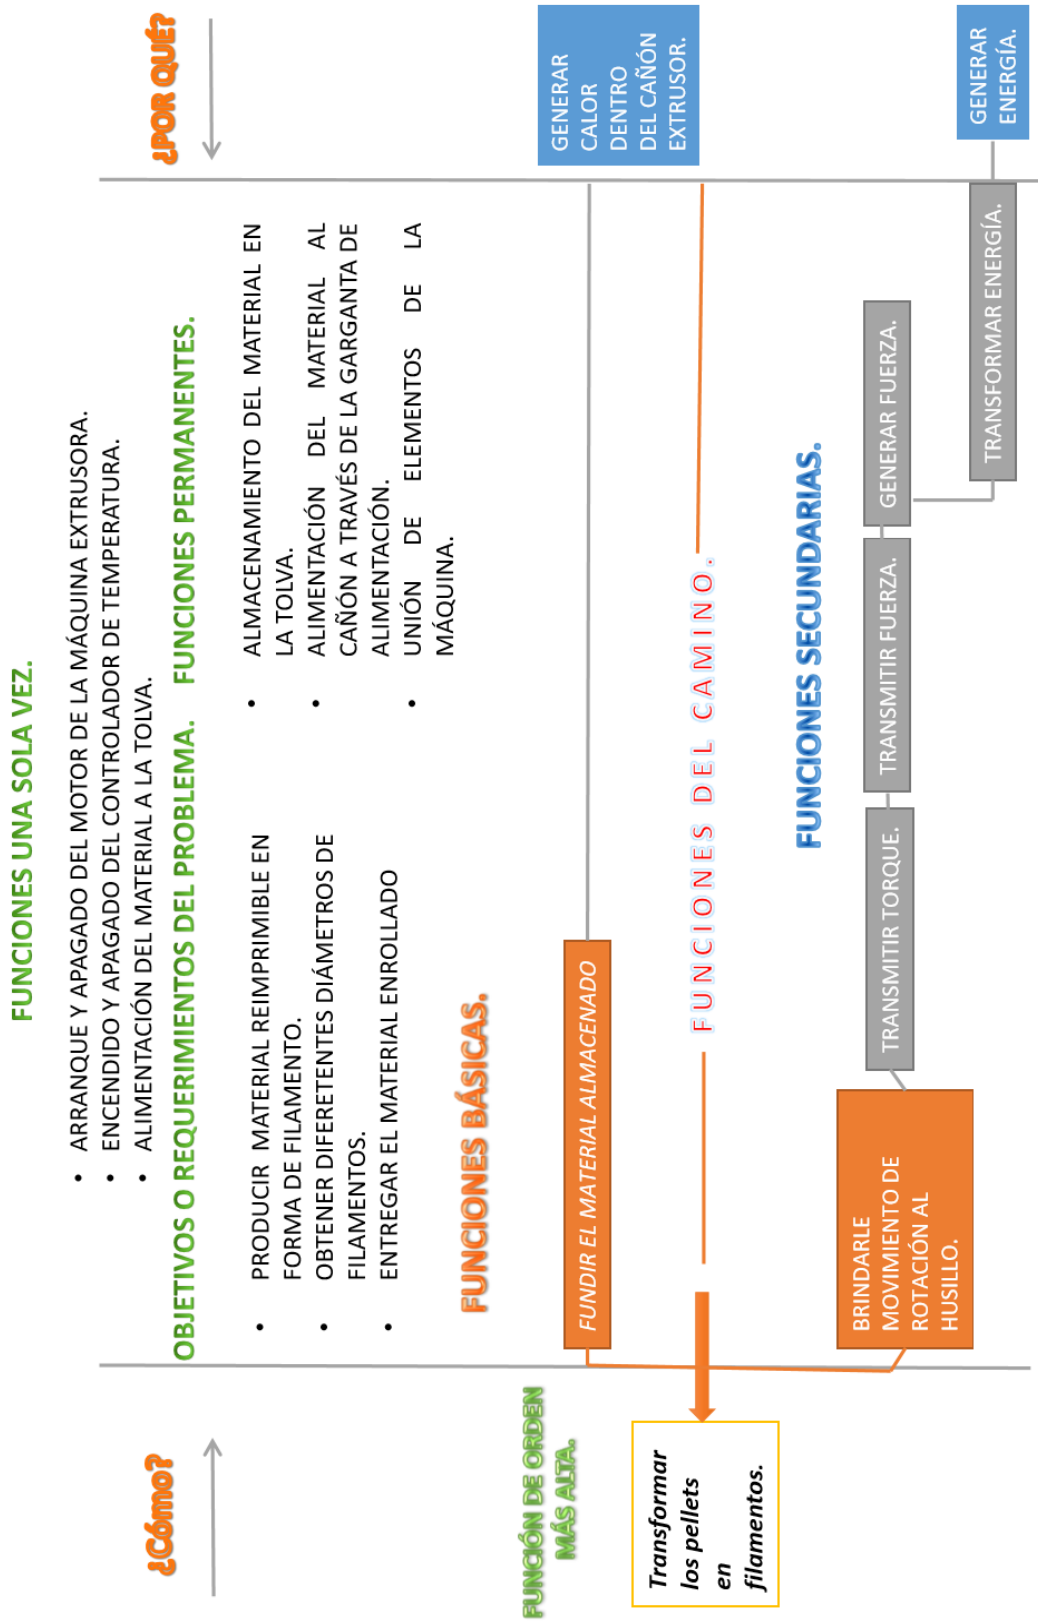 FUNCIONES UNA SOLA VEZ.
• ARRANQUE Y APAGADO DEL MOTOR DE LA MÁQUINA EXTRUSORA.
• ENCENDIDO Y APAGADO DEL CONTROLADOR DE TEMPERATURA.
• ALIMENTACIÓN DEL MATERIAL A LA TOLVA.
¿Cómo?
¿POR QUÉ?
OBJETIVOS O REQUERIMIENTOS DEL PROBLEMA.
• PRODUCIR MATERIAL REIMPRIMIBLE EN
FORMA DE FILAMENTO.
• OBTENER DIFERETENTES DIÁMETROS DE
FILAMENTOS.
• ENTREGAR EL MATERIAL ENROLLADO
FUNCIONES PERMANENTES.
• ALMACENAMIENTO DEL MATERIAL EN
LA TOLVA.
• ALIMENTACIÓN DEL MATERIAL AL
CAÑÓN A TRAVÉS DE LA GARGANTA DE
ALIMENTACIÓN.
• UNIÓN DE ELEMENTOS DE LA
MÁQUINA.
FUNCIONES BÁSICAS.
FUNCIÓN DE ORDEN
MÁS ALTA.
FUNDIR EL MATERIAL ALMACENADO
GENERAR
CALOR
DENTRO
DEL CAÑÓN
EXTRUSOR.
Transformar
los pellets
en
filamentos.
FUNCIONES DEL CAMINO.
FUNCIONES SECUNDARIAS.
BRINDARLE
MOVIMIENTO DE
ROTACIÓN AL
HUSILLO.
TRANSMITIR TORQUE.
TRANSMITIR FUERZA.
GENERAR FUERZA.
TRANSFORMAR ENERGÍA.
GENERAR
ENERGÍA.